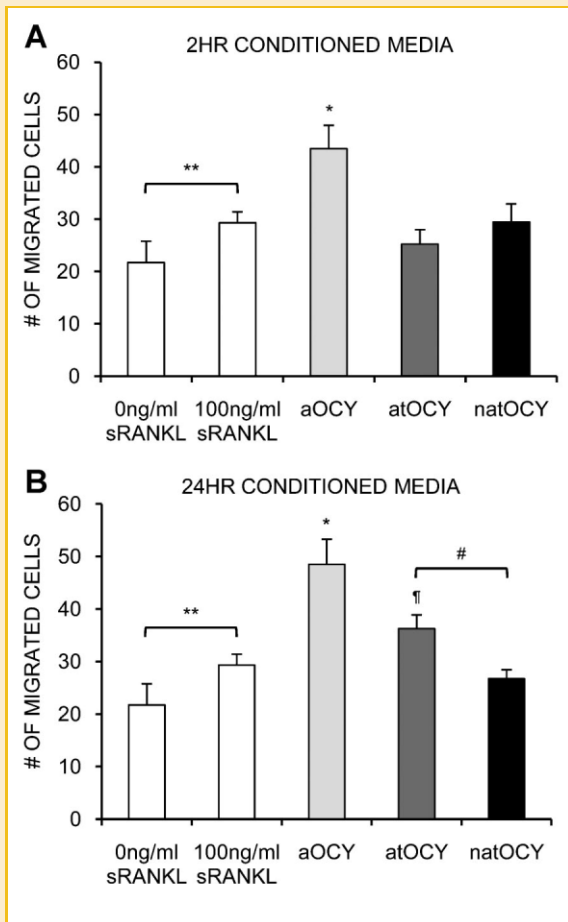 A
2HR CONDITIONED MEDIA
# OF MIGRATED CELLS
60
50
40
30
20
10
0
*
**
0ng/ml 100ng/ml aOCY atOCY natOCY
sRANKL sRANKL
B
24HR CONDITIONED MEDIA
# OF MIGRATED CELLS
60
50
40
30
20
10
0
*
#
¶
**
0ng/ml 100ng/ml aOCY atOCY natOCY
sRANKL sRANKL